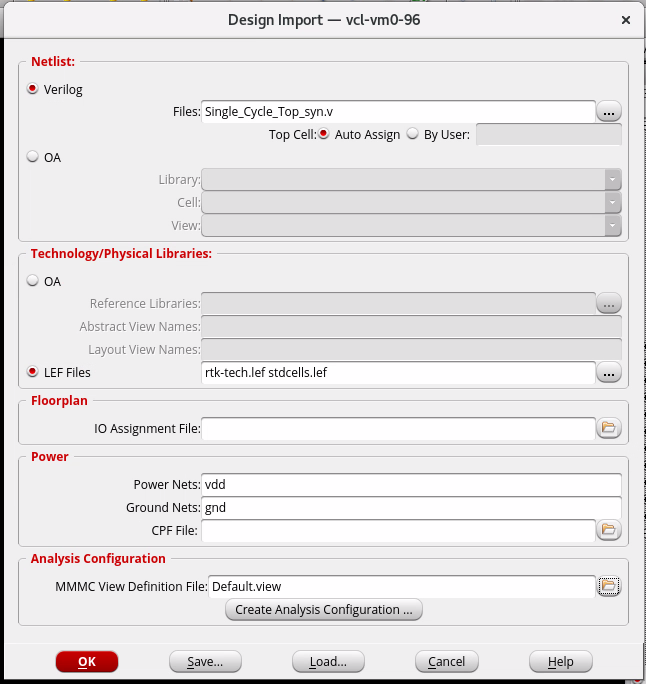 Design Import — vcl-vm0-96
Netlist:
Verilog
Files: Single_Cycle_Top_syn.v ...
Top Cell: Auto Assign By User:
OA
Library:
Cell:
View:
Technology/Physical Libraries:
OA
Reference Libraries: ...
Abstract View Names:
Layout View Names:
LEF Files rtk-tech.lef stdcells.lef ...
Floorplan
IO Assignment File:
Power
Power Nets: vdd
Ground Nets: gnd
CPF File:
Analysis Configuration
MMMC View Definition File: Default.view
Create Analysis Configuration ...
OK Save... Load... Cancel Help